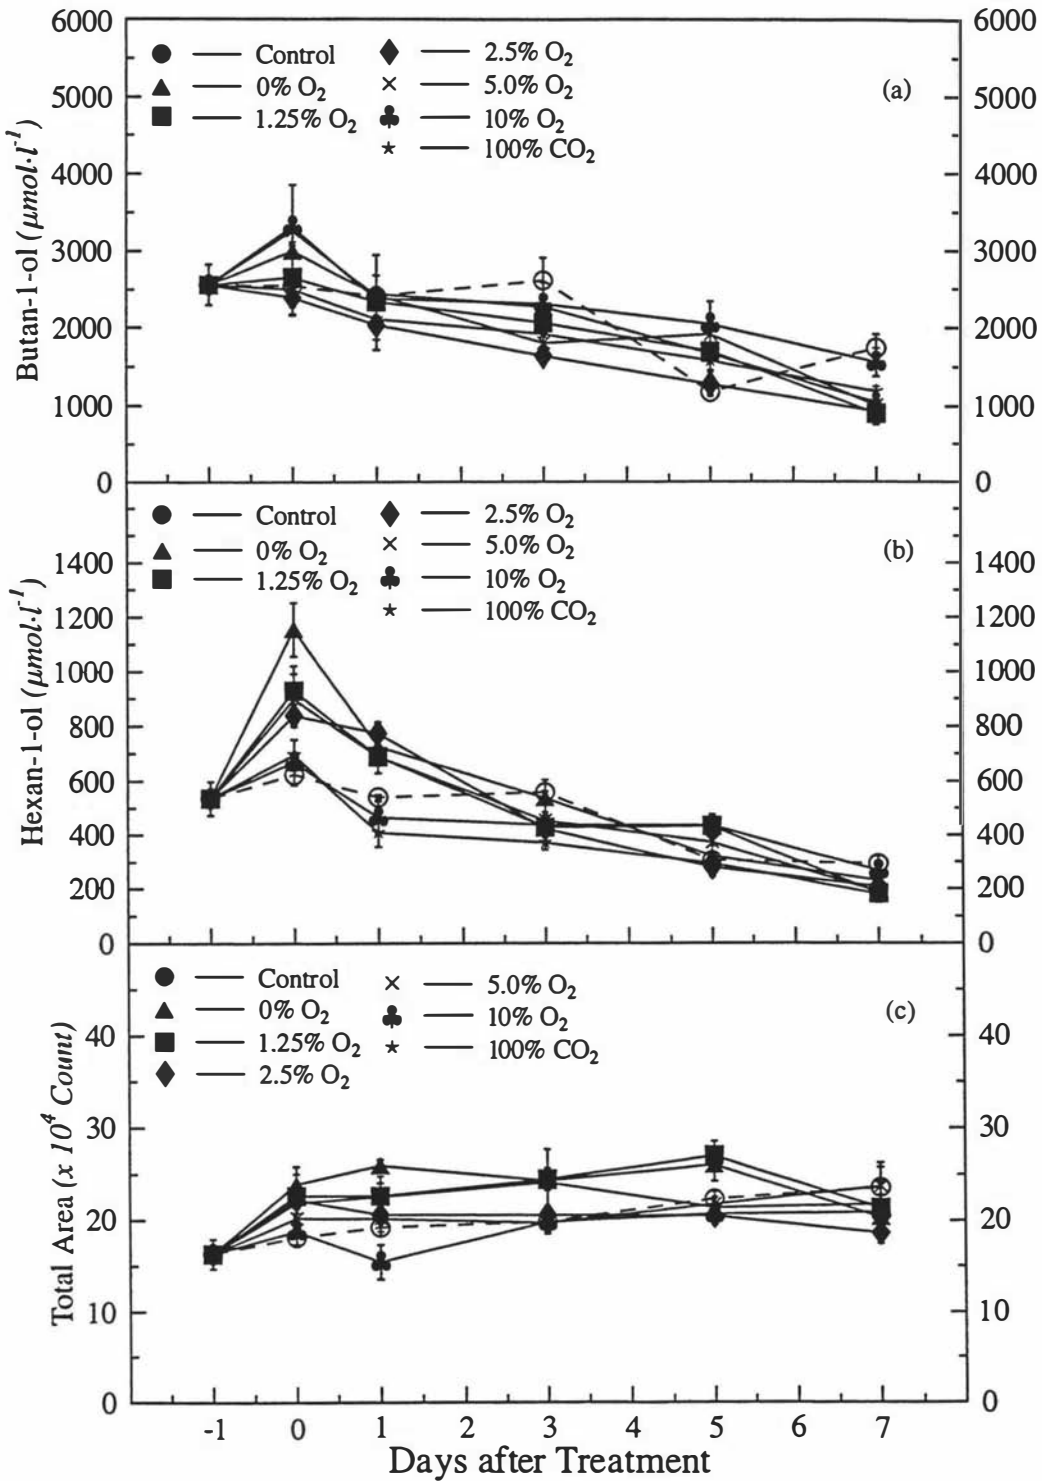 6000 6000
Control 2.5% O2
0% O2 5.0% O2 (a)
5000 5000
1.25% O2 10% O2
100% CO2
Butan-1-ol (μmol·l-1)
4000 4000
3000 3000
2000 2000
1000 1000
0 0
Control 2.5% O2
0% O2 5.0% O2 (b)
1.25% O2 10% O2
100% CO2
Hexan-1-ol (μmol·l-1)
1400 1400
1200 1200
1000 1000
800 800
600 600
400 400
200 200
0 0
Control 5.0% O2
0% O2 10% O2 (c)
1.25% O2 100% CO2
2.5% O2
Total Area (x 10^4 Count)
40 40
30 30
20 20
10 10
0 0
-1 0 1 2 3 4 5 6 7
Days after Treatment